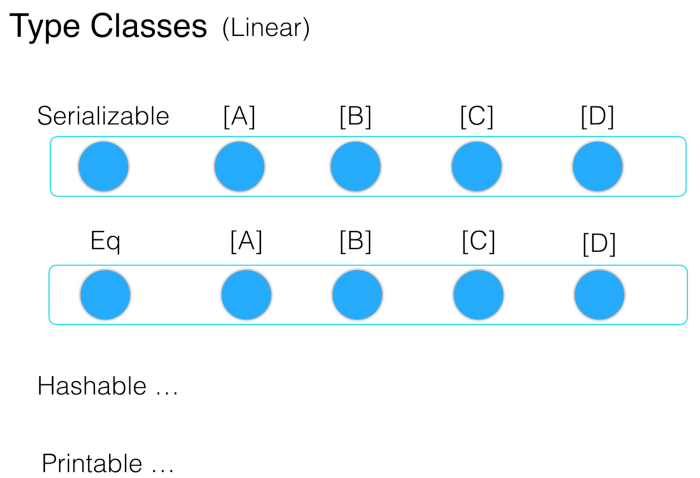 Type Classes (Linear)
Serializable [A] [B] [C] [D]
Eq [A] [B] [C] [D]
Hashable …
Printable …